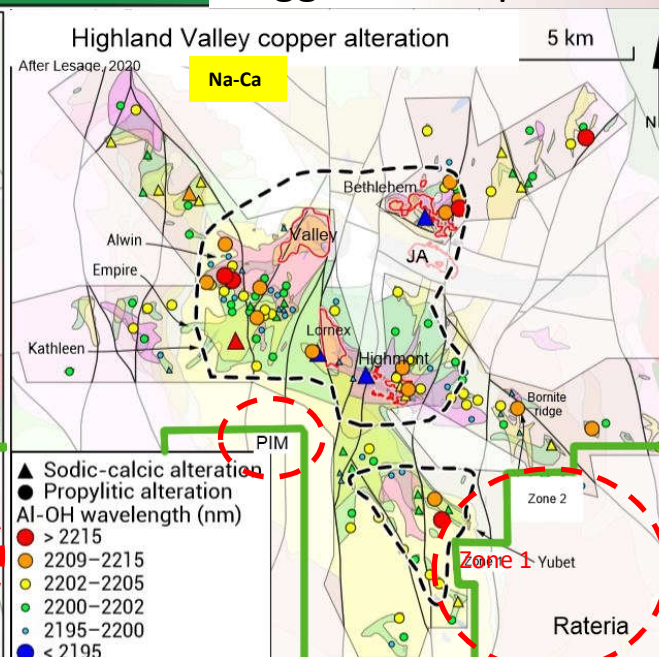 Highland Valley copper alteration
5 km
After Lesage, 2020
Na-Ca
N
Bethlehem
Valley
Alwin
JA
Empire
Lornex
Kathleen
Highmont
Bornite
ridge
PIM
Sodic-calcic alteration
Propylitic alteration
Al-OH wavelength (nm)
> 2215
2209–2215
2202–2205
2200–2202
2195–2200
< 2195
Zone 2
Zone 1
Yubet
Rateria